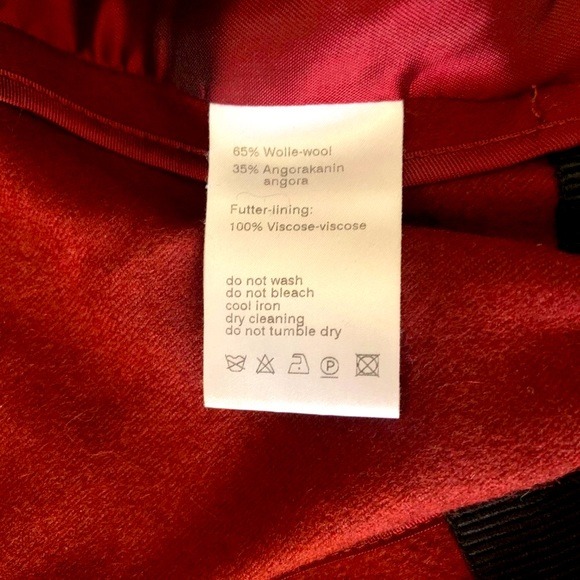 65% Wolle-wool
35% Angorakanin
angora
Futter-lining:
100% Viscose-viscose
do not wash
do not bleach
cool iron
dry cleaning
do not tumble dry
P